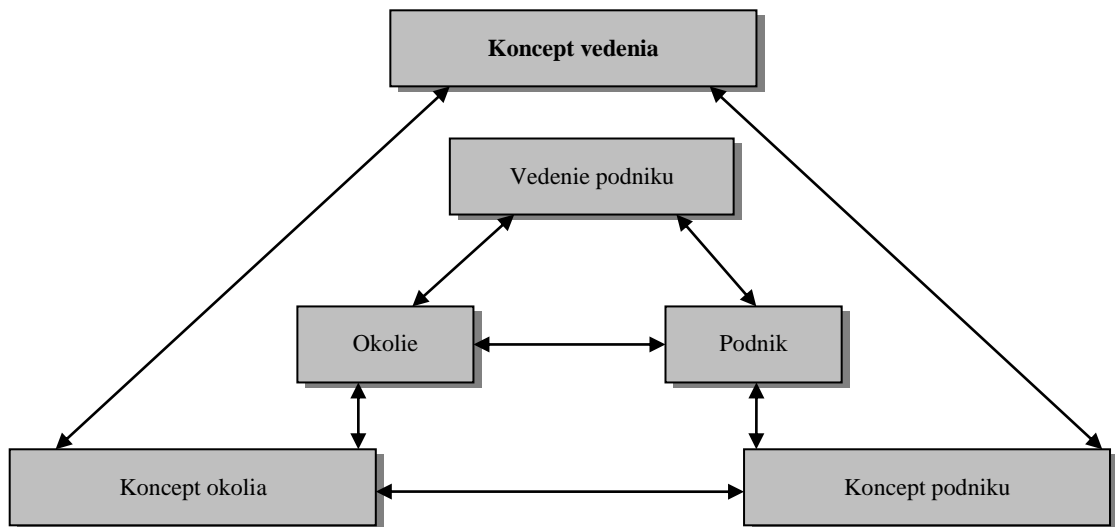 Koncept vedenia
Vedenie podniku
Okolie
Podnik
Koncept okolia
Koncept podniku